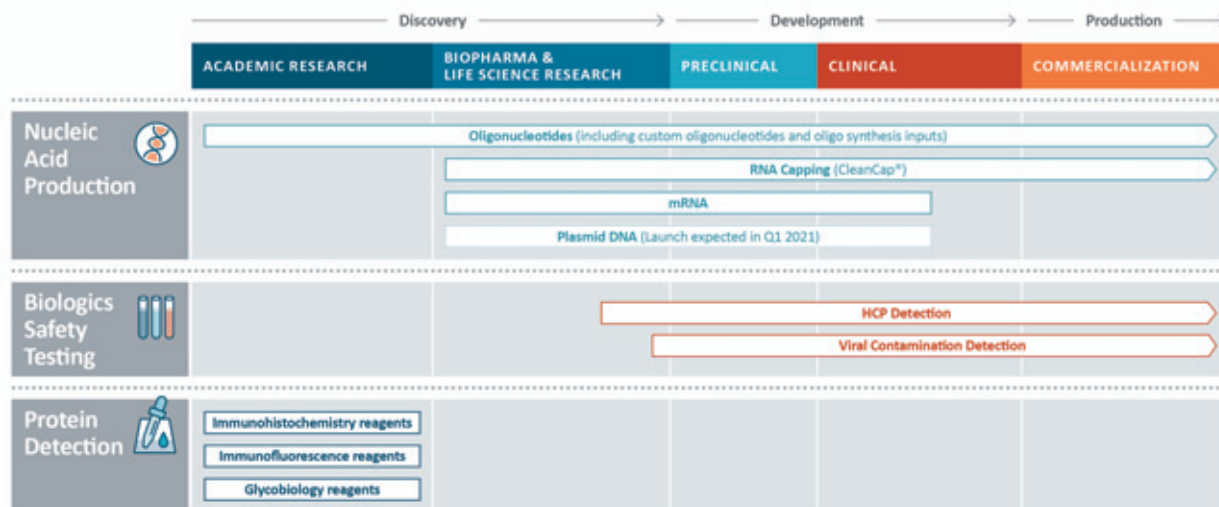 Discovery
Development
Production
ACADEMIC RESEARCH
BIOPHARMA &
LIFE SCIENCE RESEARCH
PRECLINICAL
CLINICAL
COMMERCIALIZATION
Nucleic
Acid
Production
Oligonucleotides (including custom oligonucleotides and oligo synthesis inputs)
RNA Capping (CleanCap®)
mRNA
Plasmid DNA (Launch expected in Q1 2021)
Biologics
Safety
Testing
HCP Detection
Viral Contamination Detection
Protein
Detection
Immunohistochemistry reagents
Immunofluorescence reagents
Glycobiology reagents